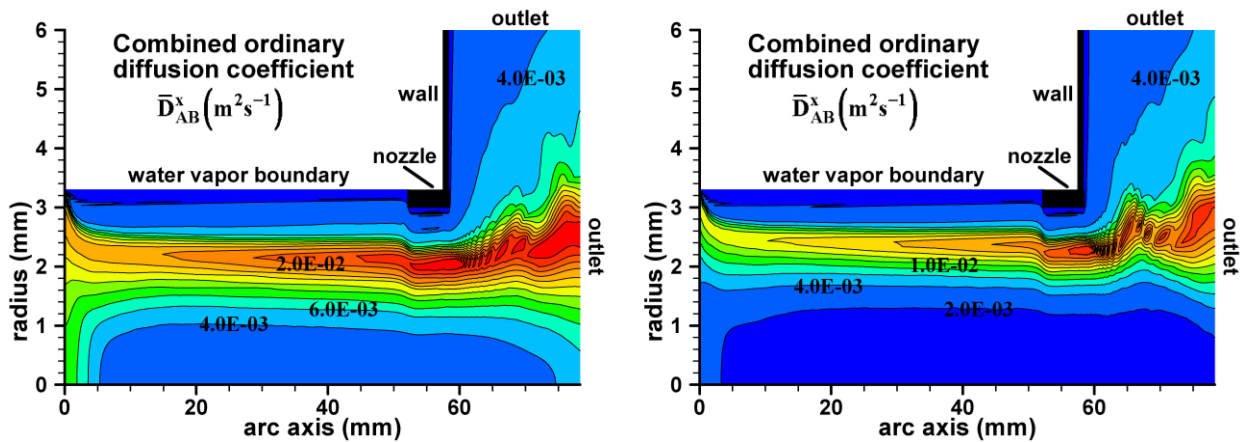 outlet
6
Combined ordinary
diffusion coefficient
D̅ˣ_AB (m²s⁻¹)
4.0E-03
5
wall
4
nozzle
water vapor boundary
3
radius (mm)
outlet
2
2.0E-02
6.0E-03
1
4.0E-03
0
0
20
40
60
arc axis (mm)
outlet
6
Combined ordinary
diffusion coefficient
D̅ˣ_AB (m²s⁻¹)
4.0E-03
5
wall
4
nozzle
water vapor boundary
3
radius (mm)
outlet
2
1.0E-02
4.0E-03
2.0E-03
1
0
0
20
40
60
arc axis (mm)